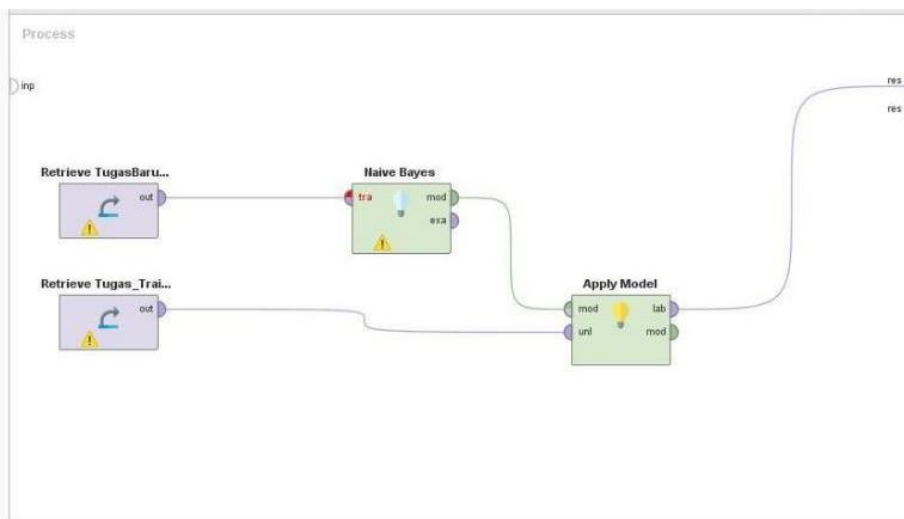 Process
inp
res
res
Retrieve TugasBaru...
out
Naive Bayes
tra
mod
exa
Retrieve Tugas_Trai...
out
Apply Model
mod
lab
unl
mod